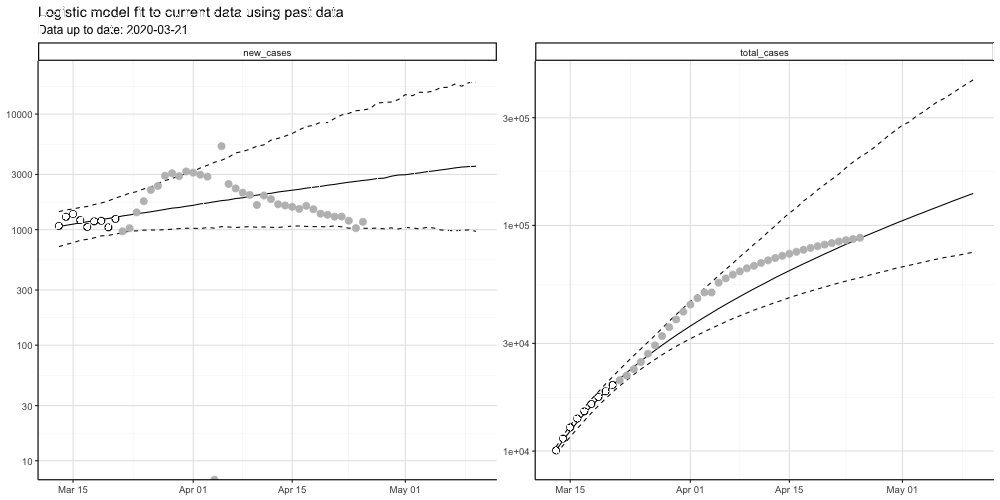 Logistic model fit to current data using past data
Data up to date: 2020-03-21
new_cases
total_cases
10000
3000
1000
300
100
30
10
3e+05
1e+05
3e+04
1e+04
Mar 15
Apr 01
Apr 15
May 01
Mar 15
Apr 01
Apr 15
May 01